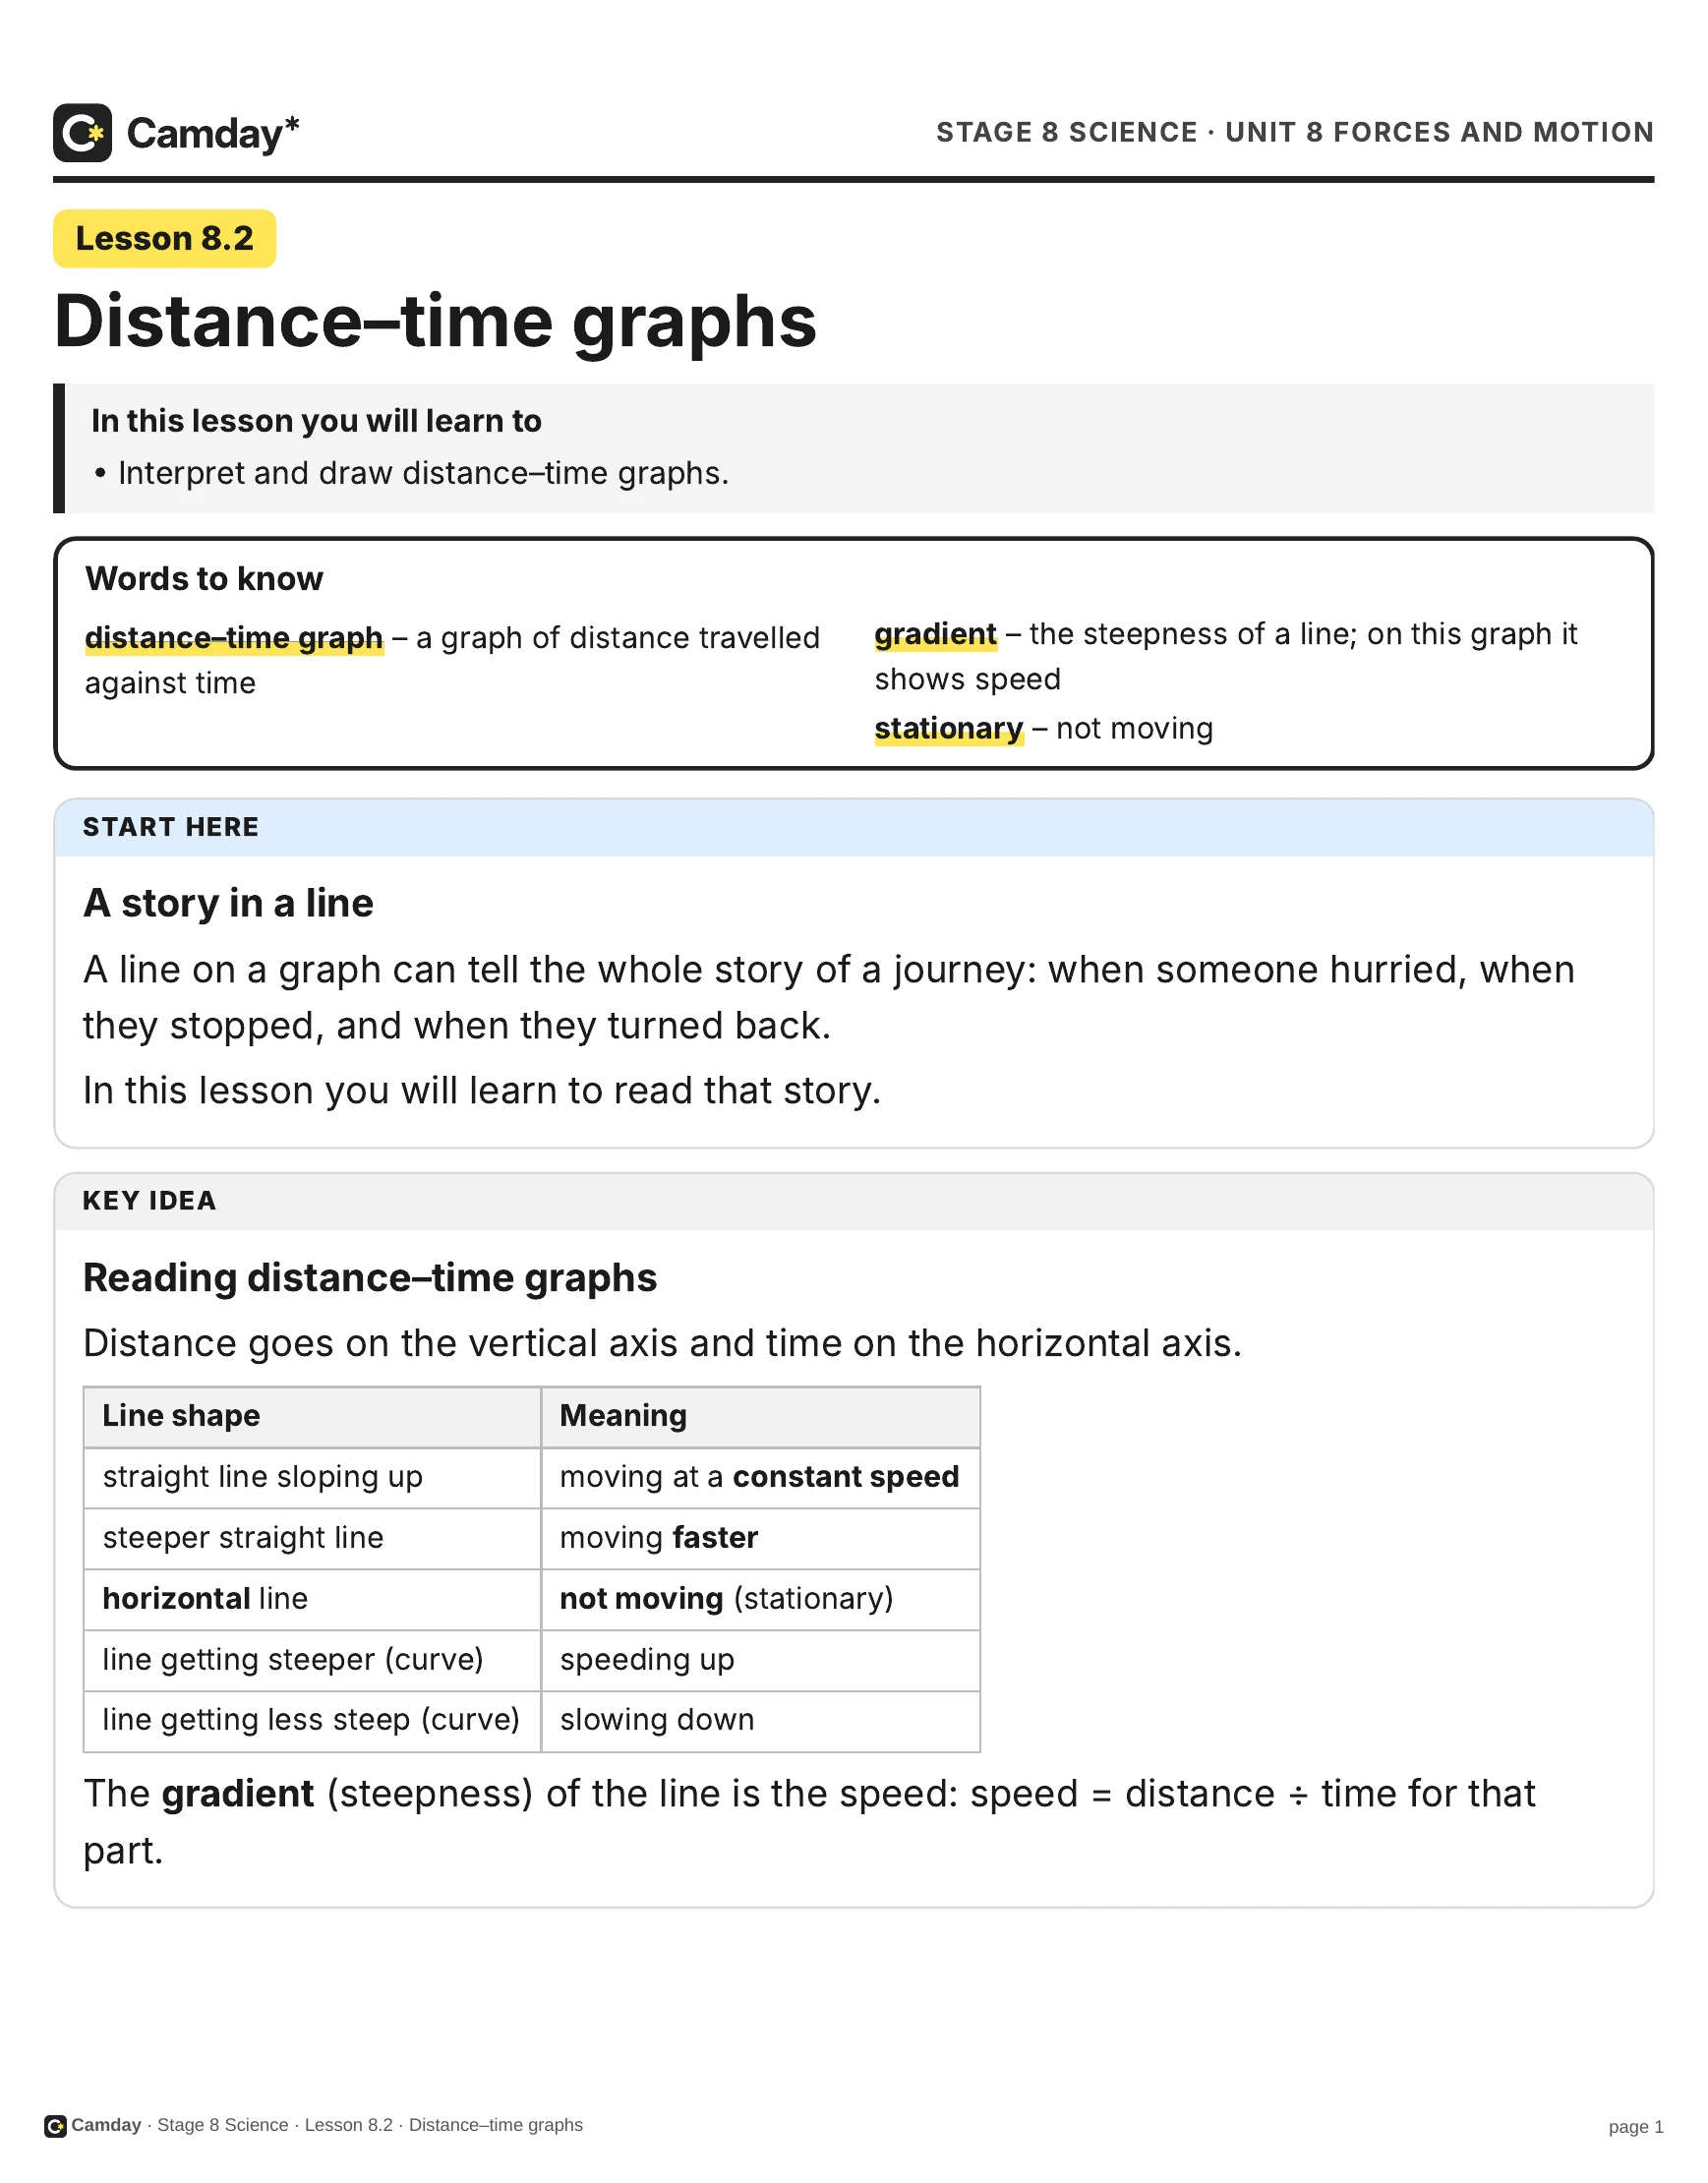 Camday*
STAGE 8 SCIENCE · UNIT 8 FORCES AND MOTION
Lesson 8.2
Distance–time graphs
In this lesson you will learn to
• Interpret and draw distance–time graphs.
Words to know
distance–time graph – a graph of distance travelled
against time
gradient – the steepness of a line; on this graph it
shows speed
stationary – not moving
START HERE
A story in a line
A line on a graph can tell the whole story of a journey: when someone hurried, when
they stopped, and when they turned back.
In this lesson you will learn to read that story.
KEY IDEA
Reading distance–time graphs
Distance goes on the vertical axis and time on the horizontal axis.
Line shape Meaning
straight line sloping up moving at a constant speed
steeper straight line moving faster
horizontal line not moving (stationary)
line getting steeper (curve) speeding up
line getting less steep (curve) slowing down
The gradient (steepness) of the line is the speed: speed = distance ÷ time for that
part.
Camday · Stage 8 Science · Lesson 8.2 · Distance–time graphs
page 1